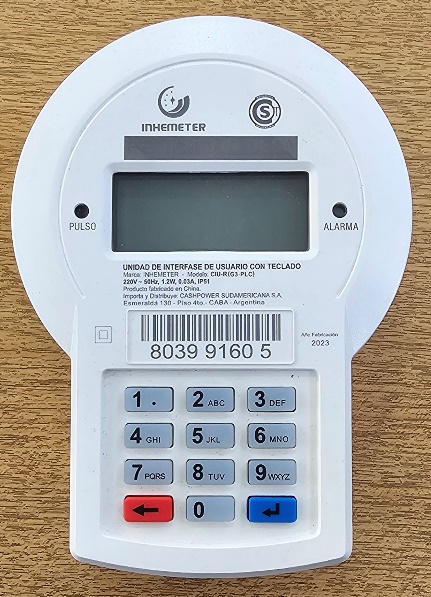 INHEMETER
PULSO
ALARMA
UNIDAD DE INTERFASE DE USUARIO CON TECLADO
Marca: INHEMETER - Modelo: CIU-R(G3-PLC)
220V ~ 50Hz, 1.2W, 0.03A, IP51
Producto fabricado en China.
Importa y Distribuye: CASHPOWER SUDAMERICANA S.A.
Esmeralda 130 - Piso 4to.- CABA - Argentina
Año Fabricación
2023
8039 9160 5
1 .
2 ABC
3 DEF
4 GHI
5 JKL
6 MNO
7 PQRS
8 TUV
9 WXYZ
0